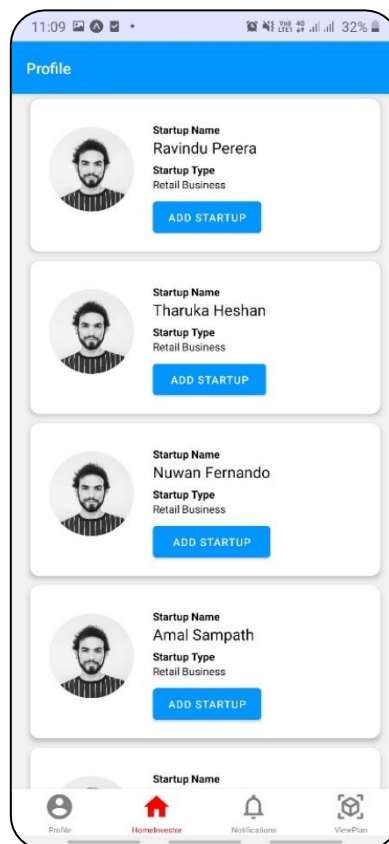 11:09
32%
Profile
Startup Name
Ravindu Perera
Startup Type
Retail Business
ADD STARTUP
Startup Name
Tharuka Heshan
Startup Type
Retail Business
ADD STARTUP
Startup Name
Nuwan Fernando
Startup Type
Retail Business
ADD STARTUP
Startup Name
Amal Sampath
Startup Type
Retail Business
ADD STARTUP
Startup Name
Profile HomeInvestor Notifications ViewPlan